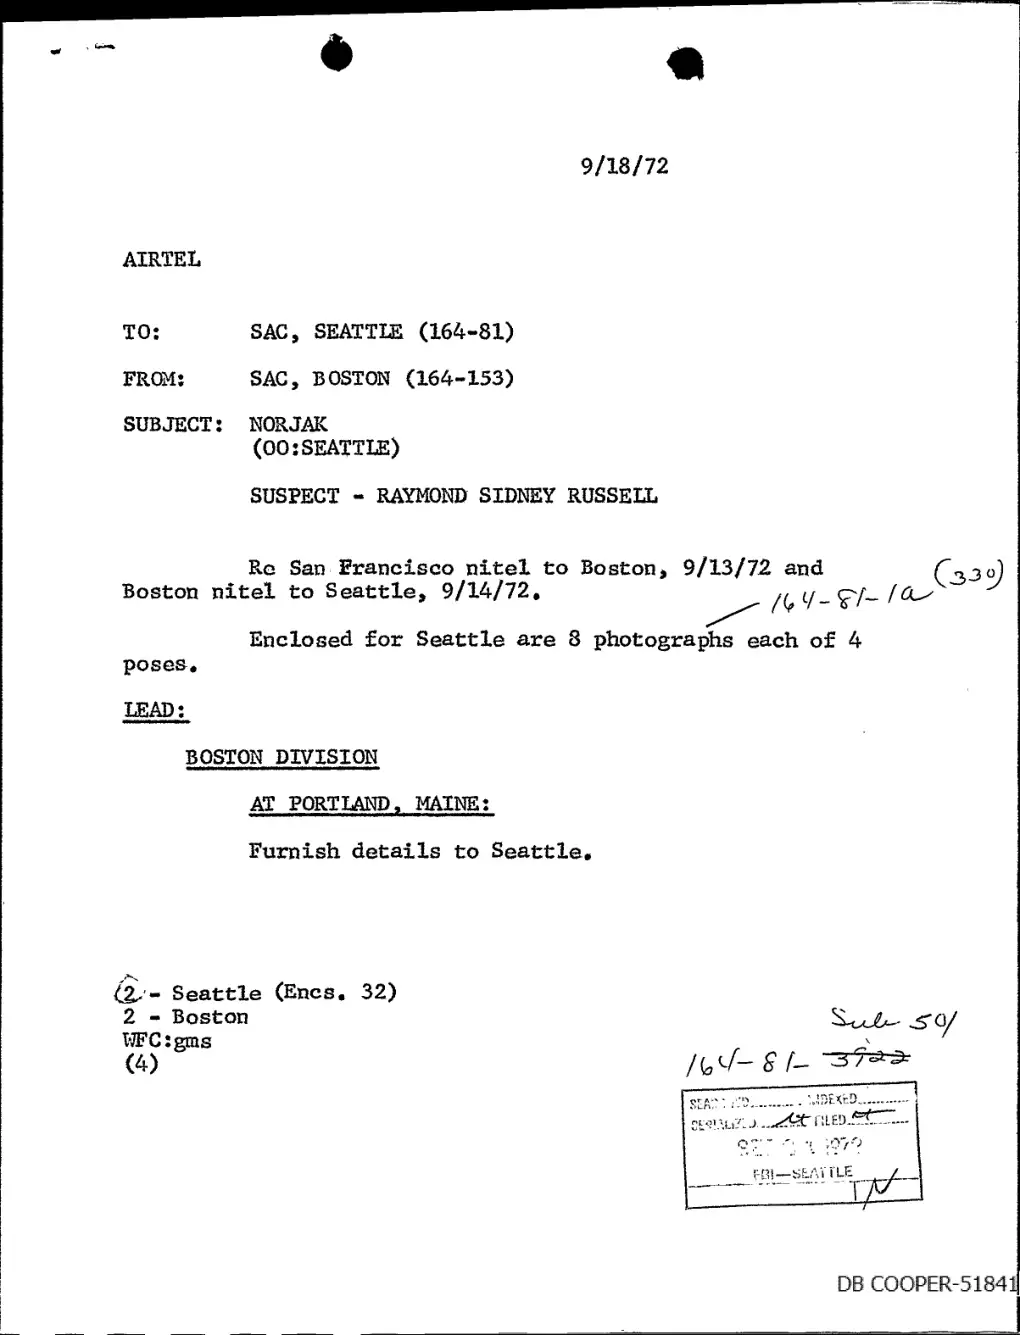 9/18/72
AIRTEL
TO: SAC, SEATTLE (164-81)
FROM: SAC, BOSTON (164-153)
SUBJECT: NORJAK
(OO:SEATTLE)
SUSPECT - RAYMOND SIDNEY RUSSELL
Re San Francisco nitel to Boston, 9/13/72 and
Boston nitel to Seattle, 9/14/72.
164-81-1a (330)
Enclosed for Seattle are 8 photographs each of 4
poses.
LEAD:
BOSTON DIVISION
AT PORTLAND, MAINE:
Furnish details to Seattle.
2 - Seattle (Encs. 32)
2 - Boston
WFC:gms
(4)
Sub 501
164-81-3922
INDEXED
FILED
1972
FBI-SEATTLE
DB COOPER-51841